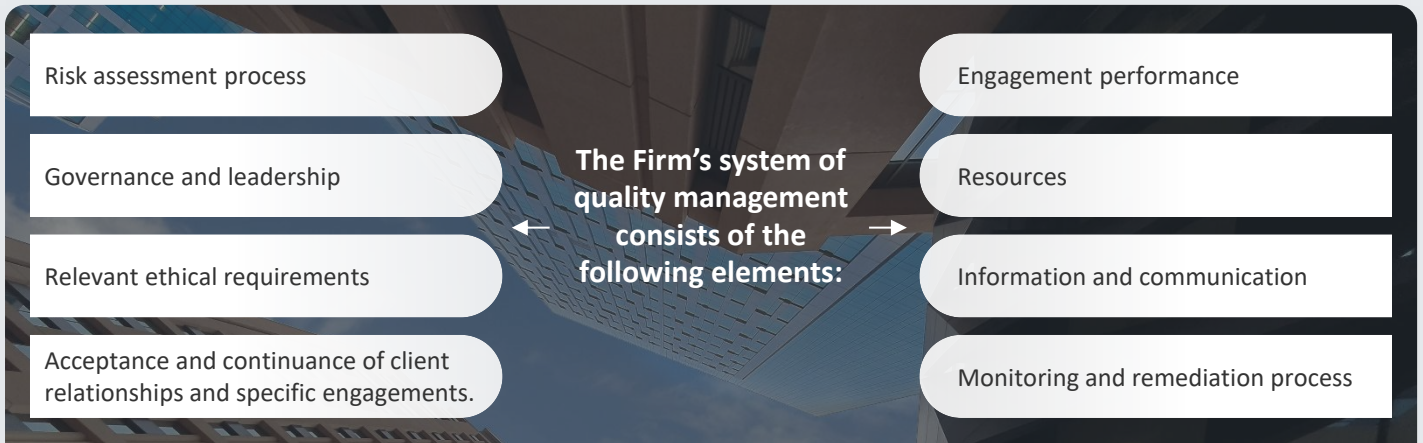 Risk assessment process
Governance and leadership
Relevant ethical requirements
Acceptance and continuance of client
relationships and specific engagements.
The Firm’s system of
quality management
consists of the
following elements:
Engagement performance
Resources
Information and communication
Monitoring and remediation process